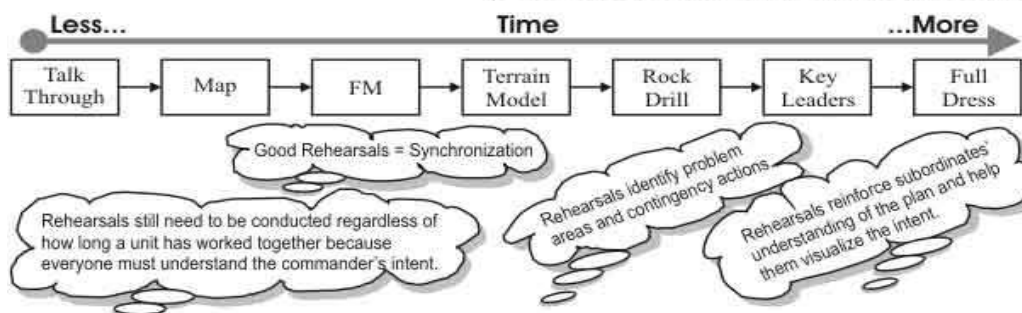 Less...
Time
...More
Talk
Through
Map
FM
Terrain
Model
Rock
Drill
Key
Leaders
Full
Dress
Good Rehearsals = Synchronization
Rehearsals still need to be conducted regardless of
how long a unit has worked together because
everyone must understand the commander's intent.
Rehearsals identify problem
areas and contingency actions
Rehearsals reinforce subordinates'
understanding of the plan and help
them visualize the intent.